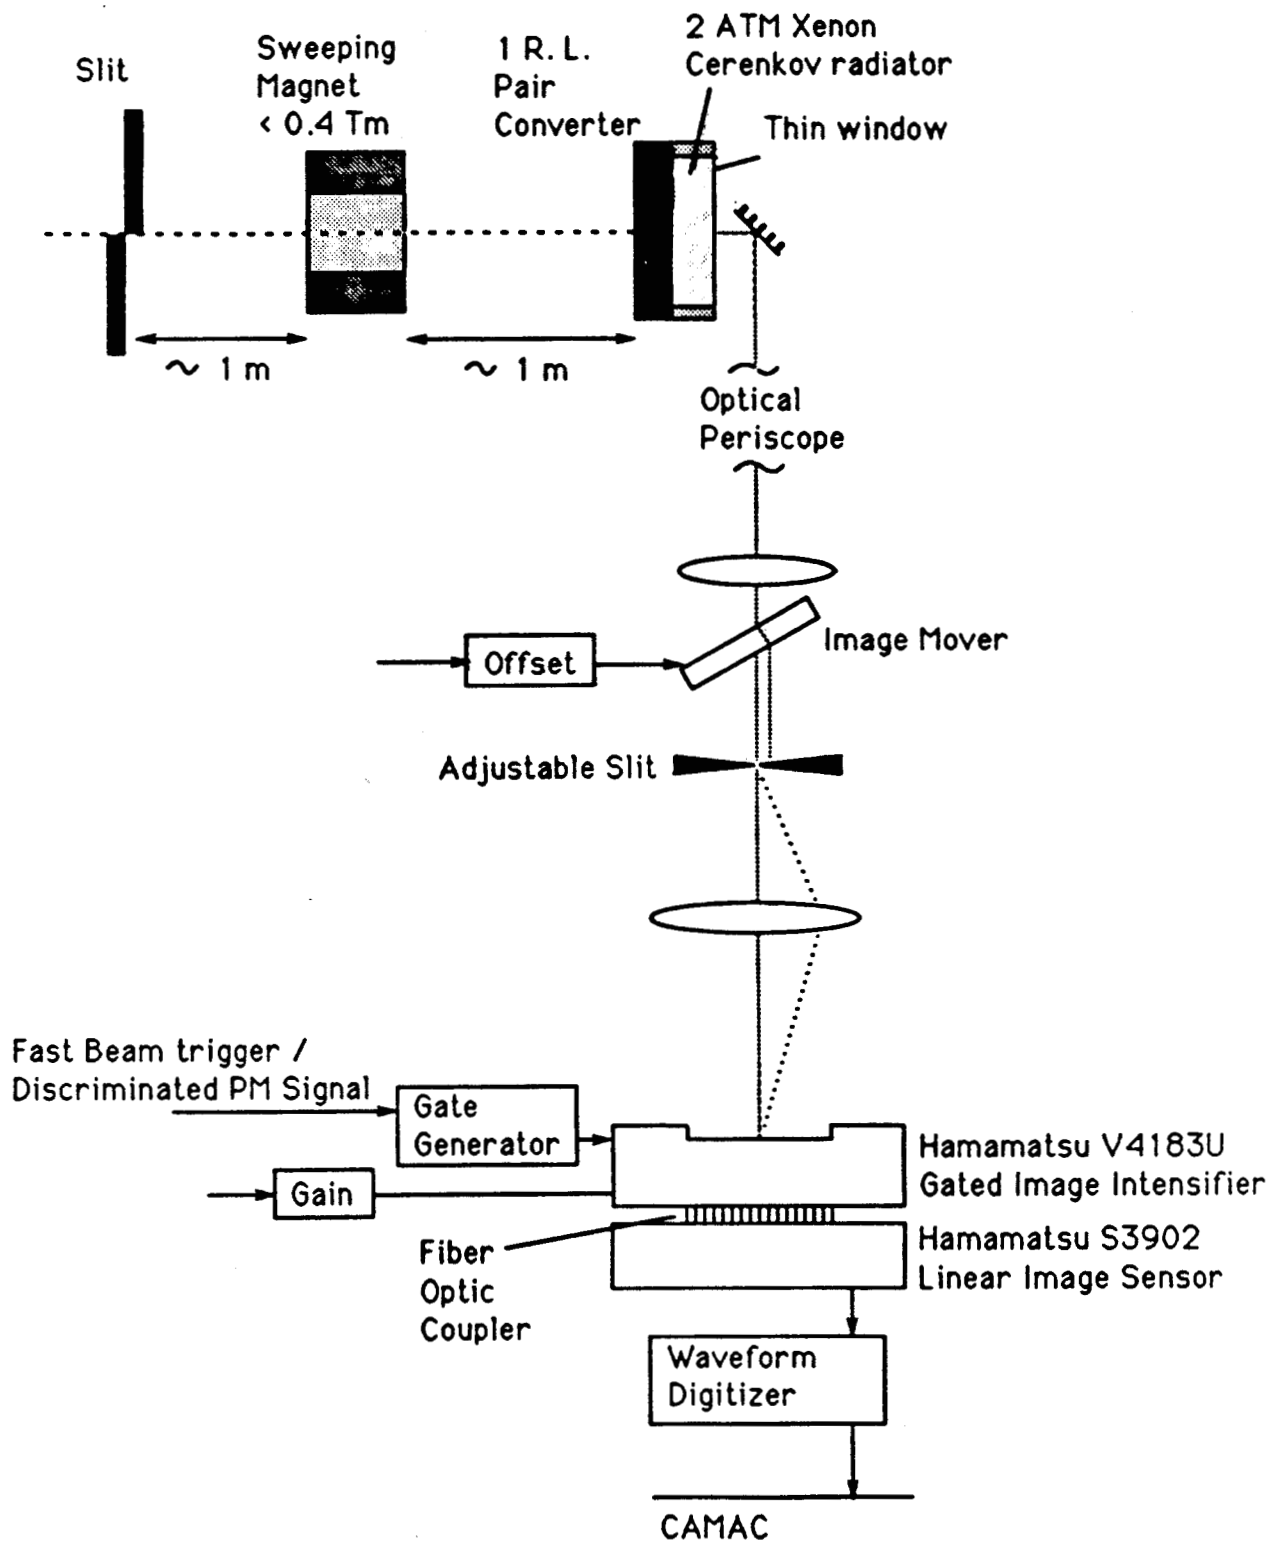 Slit
Sweeping
Magnet
< 0.4 Tm
1 R. L.
Pair
Converter
2 ATM Xenon
Cerenkov radiator
Thin window
~ 1 m
~ 1 m
Optical
Periscope
Offset
Image Mover
Adjustable Slit
Fast Beam trigger /
Discriminated PM Signal
Gate
Generator
Gain
Hamamatsu V4183U
Gated Image Intensifier
Fiber
Optic
Coupler
Hamamatsu S3902
Linear Image Sensor
Waveform
Digitizer
CAMAC